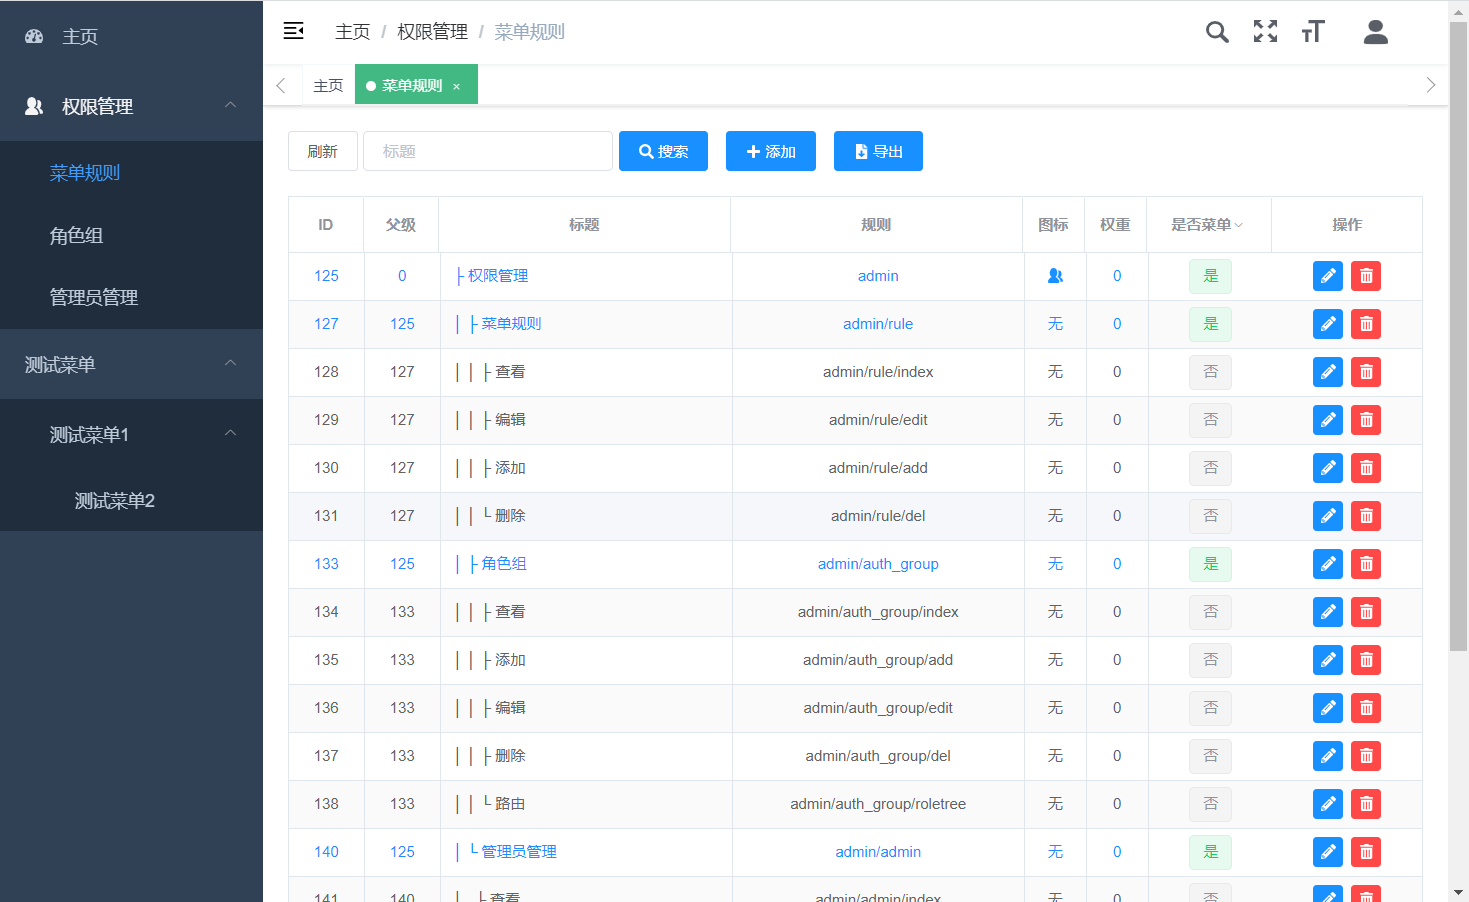 主页
权限管理
菜单规则
角色组
管理员管理
测试菜单
测试菜单1
测试菜单2
主页 / 权限管理 / 菜单规则
主页 菜单规则 ×
刷新 标题 搜索 添加 导出
ID 父级 标题 规则 图标 权重 是否菜单 操作
125 0 ├ 权限管理 admin 0 是
127 125 │ ├ 菜单规则 admin/rule 无 0 是
128 127 │ │ ├ 查看 admin/rule/index 无 0 否
129 127 │ │ ├ 编辑 admin/rule/edit 无 0 否
130 127 │ │ ├ 添加 admin/rule/add 无 0 否
131 127 │ │ └ 删除 admin/rule/del 无 0 否
133 125 │ ├ 角色组 admin/auth_group 无 0 是
134 133 │ │ ├ 查看 admin/auth_group/index 无 0 否
135 133 │ │ ├ 添加 admin/auth_group/add 无 0 否
136 133 │ │ ├ 编辑 admin/auth_group/edit 无 0 否
137 133 │ │ ├ 删除 admin/auth_group/del 无 0 否
138 133 │ │ └ 路由 admin/auth_group/roletree 无 0 否
140 125 │ └ 管理员管理 admin/admin 无 0 是
141 140 │ ├ 查看 admin/admin/index 无 0 否